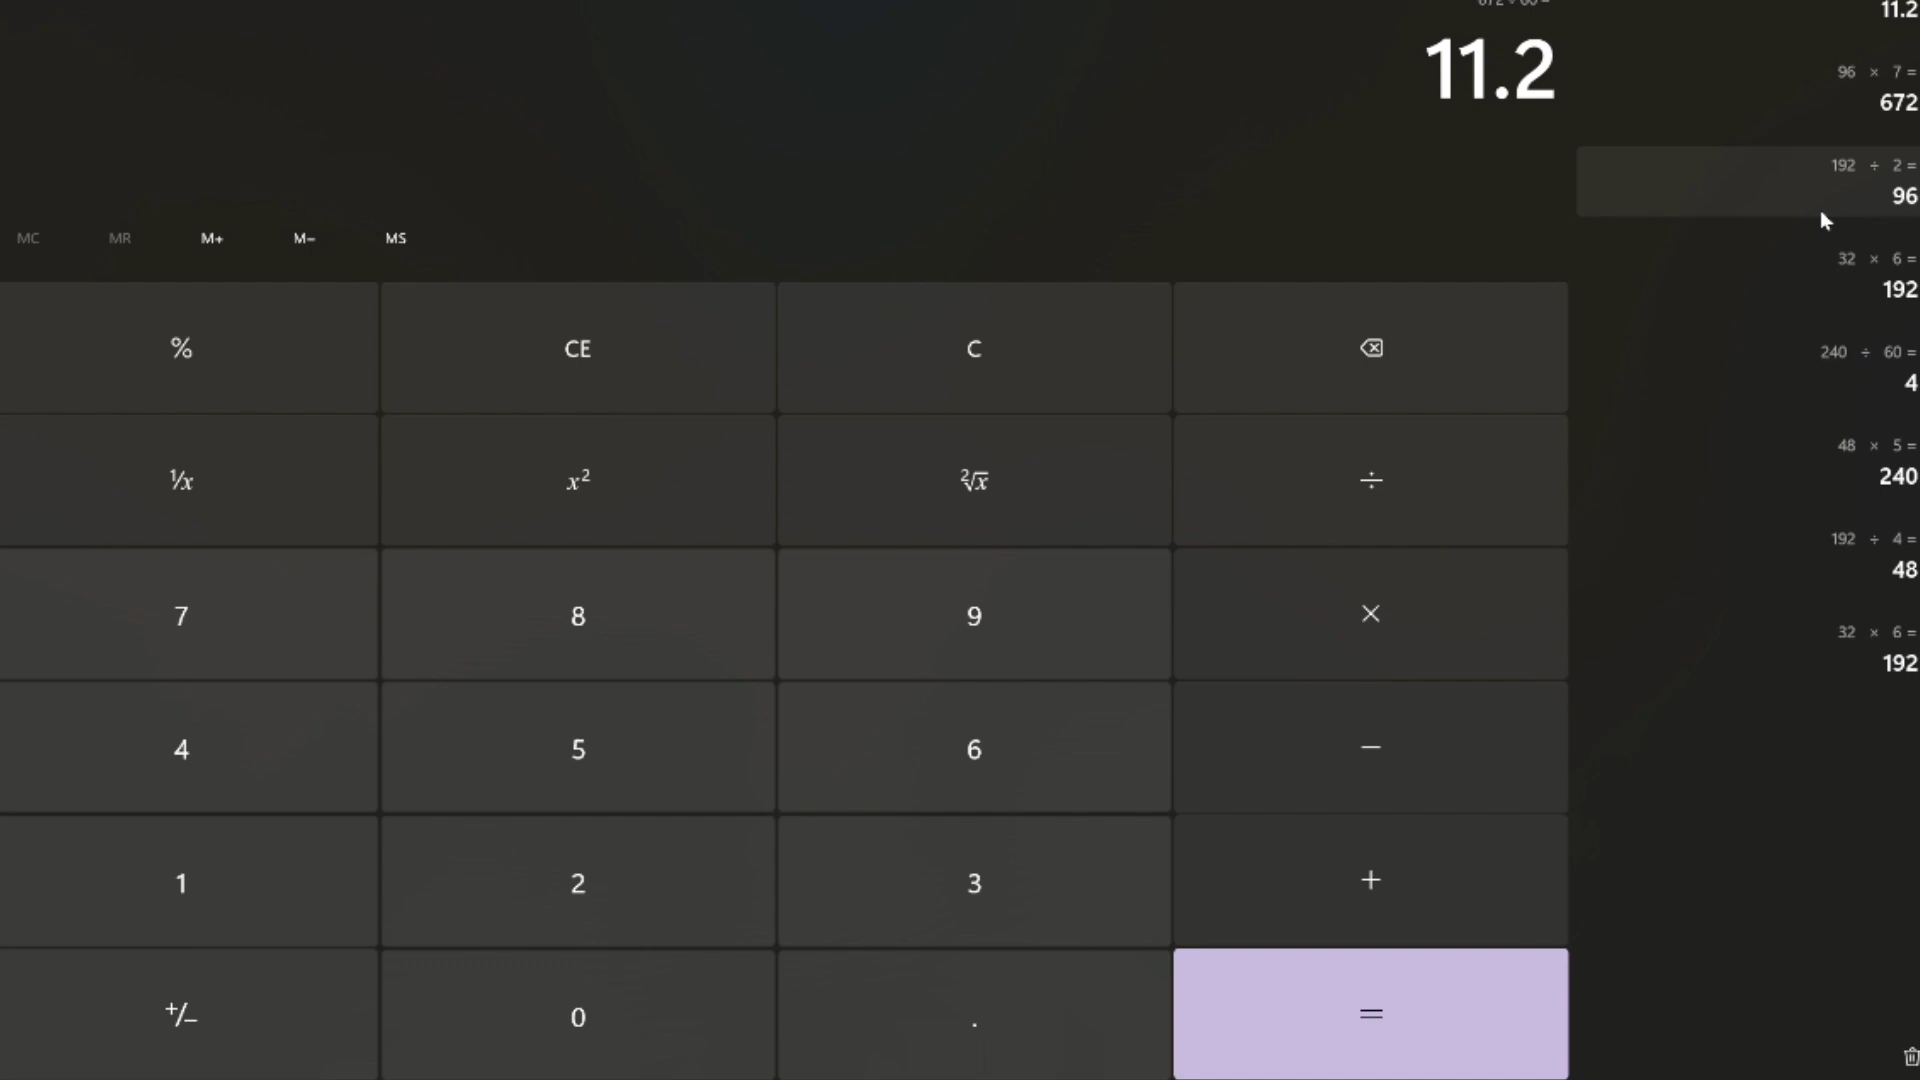 672 ÷ 60 =
11.2
MC MR M+ M- MS
% CE C
¹/x x² ²√x ÷
7 8 9 ×
4 5 6 −
1 2 3 +
+/− 0 . =
11.2
96 × 7 =
672
192 ÷ 2 =
96
32 × 6 =
192
240 ÷ 60 =
4
48 × 5 =
240
192 ÷ 4 =
48
32 × 6 =
192